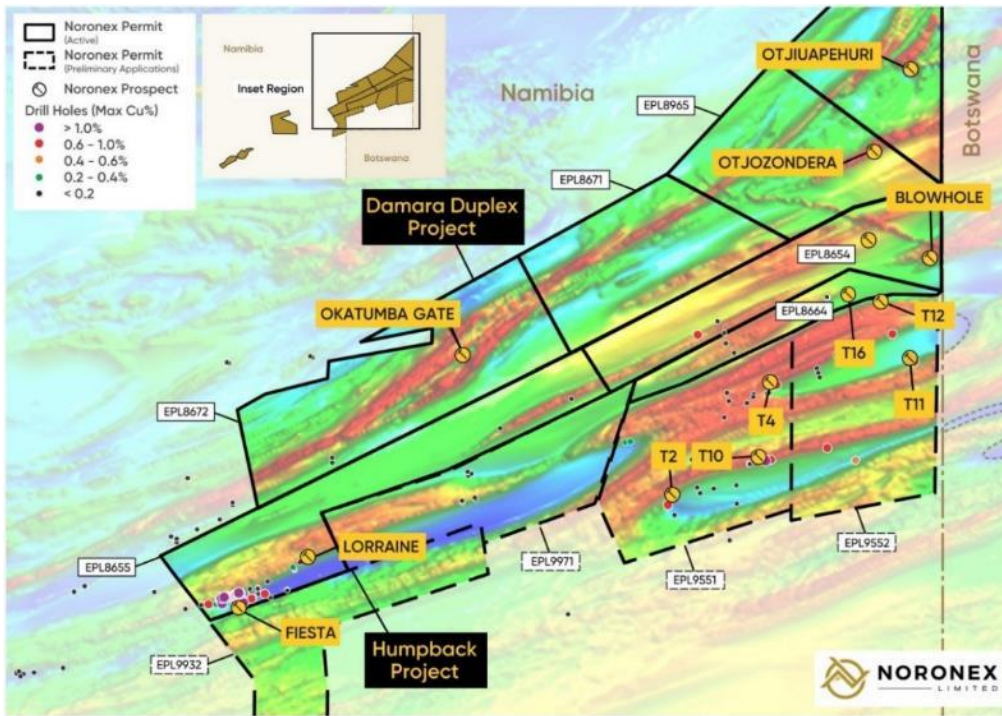 Noronex Permit
(Active)
Noronex Permit
(Preliminary Applications)
Noronex Prospect
Drill Holes (Max Cu%)
> 1.0%
0.6 - 1.0%
0.4 - 0.6%
0.2 - 0.4%
< 0.2
Namibia
Inset Region
Botswana
Namibia
Botswana
OTJIUAPEHURI
EPL8965
OTJOZONDERA
EPL8671
BLOWHOLE
Damara Duplex
Project
EPL8654
OKATUMBA GATE
EPL8664
T12
T16
T11
EPL8672
T4
T2
T10
LORRAINE
EPL9971
EPL9552
EPL8655
EPL9551
FIESTA
Humpback
Project
EPL9932
NORONEX
LIMITED